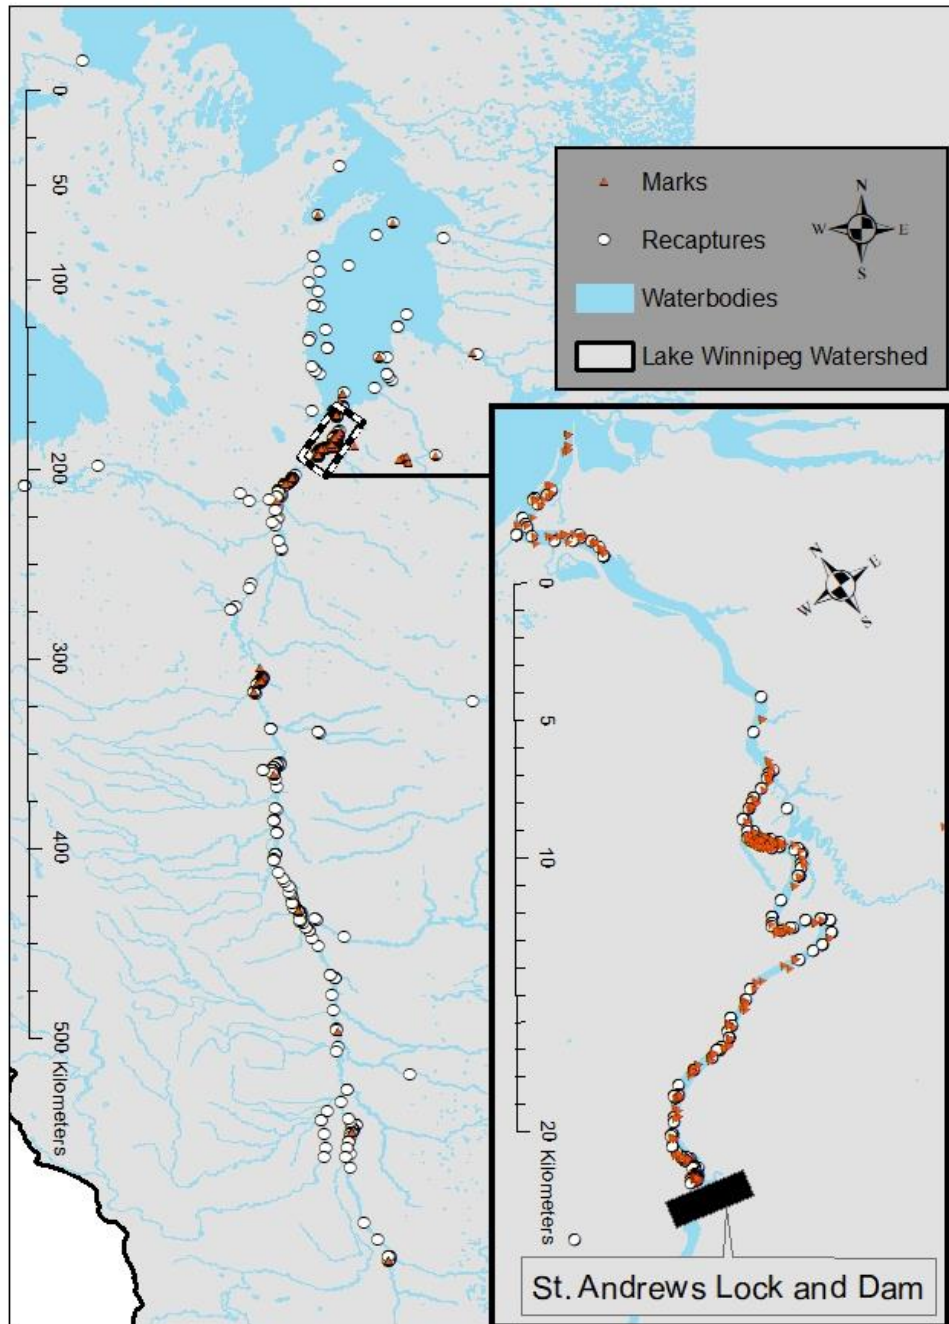 0
50
100
200
300
400
500 Kilometers
Marks
Recaptures
Waterbodies
Lake Winnipeg Watershed
N
W E
S
N
E
W
S
0
5
10
20 Kilometers
St. Andrews Lock and Dam